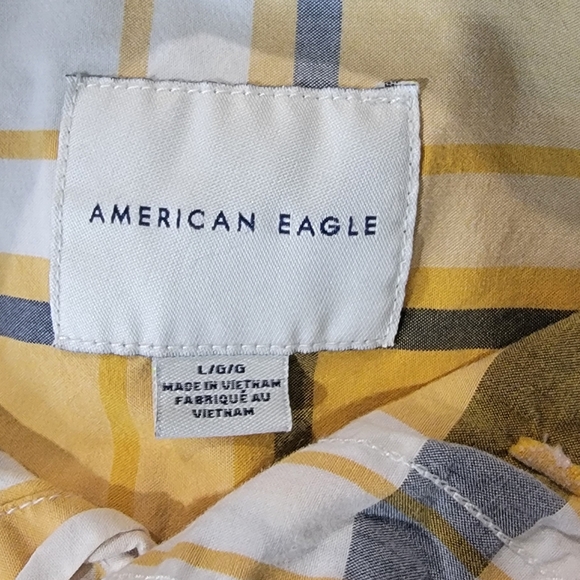 AMERICAN EAGLE
L/G/G
MADE IN VIETNAM
FABRIQUÉ AU
VIETNAM